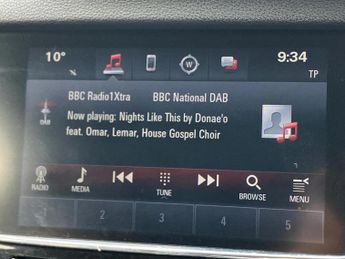 10°
W
9:34
TP
BBC Radio1Xtra BBC National DAB
DAB
Now playing: Nights Like This by Donae'o
feat. Omar, Lemar, House Gospel Choir
RADIO MEDIA TUNE BROWSE MENU
1 2 3 4 5